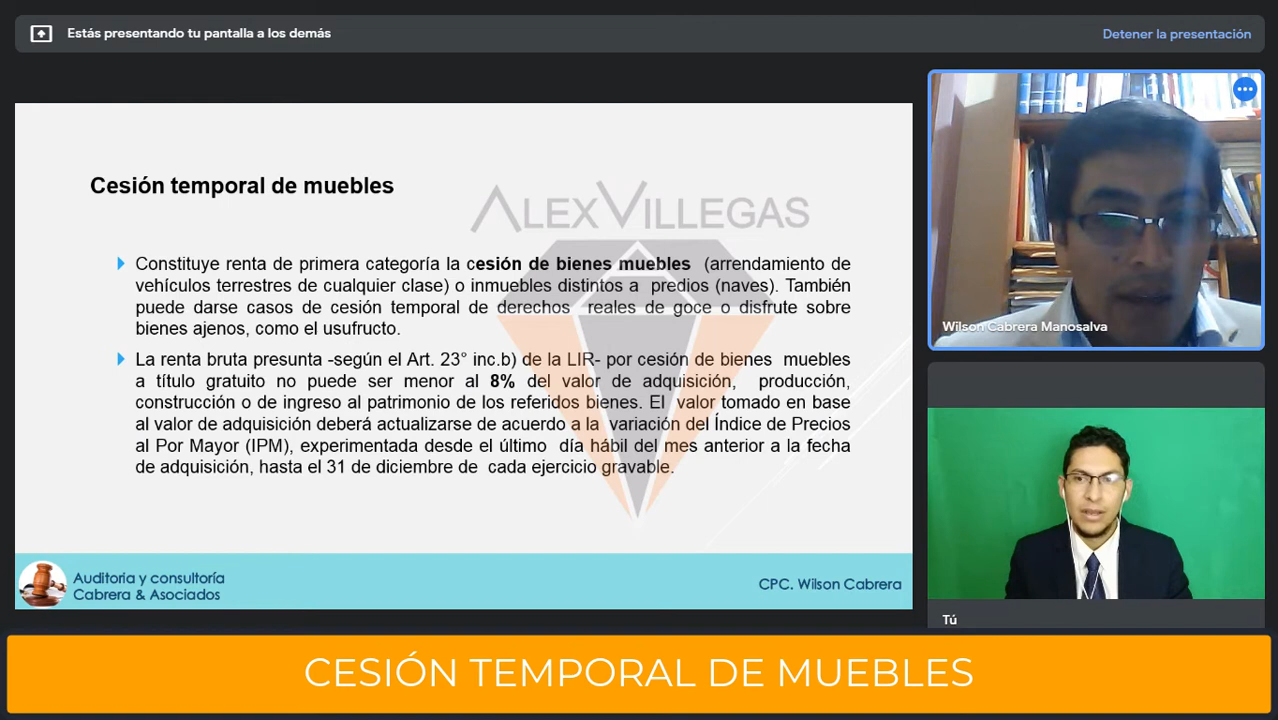 Estás presentando tu pantalla a los demás
Detener la presentación
Cesión temporal de muebles
ALEXVILLEGAS
Constituye renta de primera categoría la cesión de bienes muebles (arrendamiento de
vehículos terrestres de cualquier clase) o inmuebles distintos a predios (naves). También
puede darse casos de cesión temporal de derechos reales de goce o disfrute sobre
bienes ajenos, como el usufructo.
La renta bruta presunta -según el Art. 23° inc.b) de la LIR- por cesión de bienes muebles
a título gratuito no puede ser menor al 8% del valor de adquisición, producción,
construcción o de ingreso al patrimonio de los referidos bienes. El valor tomado en base
al valor de adquisición deberá actualizarse de acuerdo a la variación del Índice de Precios
al Por Mayor (IPM), experimentada desde el último día hábil del mes anterior a la fecha
de adquisición, hasta el 31 de diciembre de cada ejercicio gravable.
Auditoria y consultoría
Cabrera & Asociados
CPC. Wilson Cabrera
Wilson Cabrera Manosalva
Tú
CESIÓN TEMPORAL DE MUEBLES